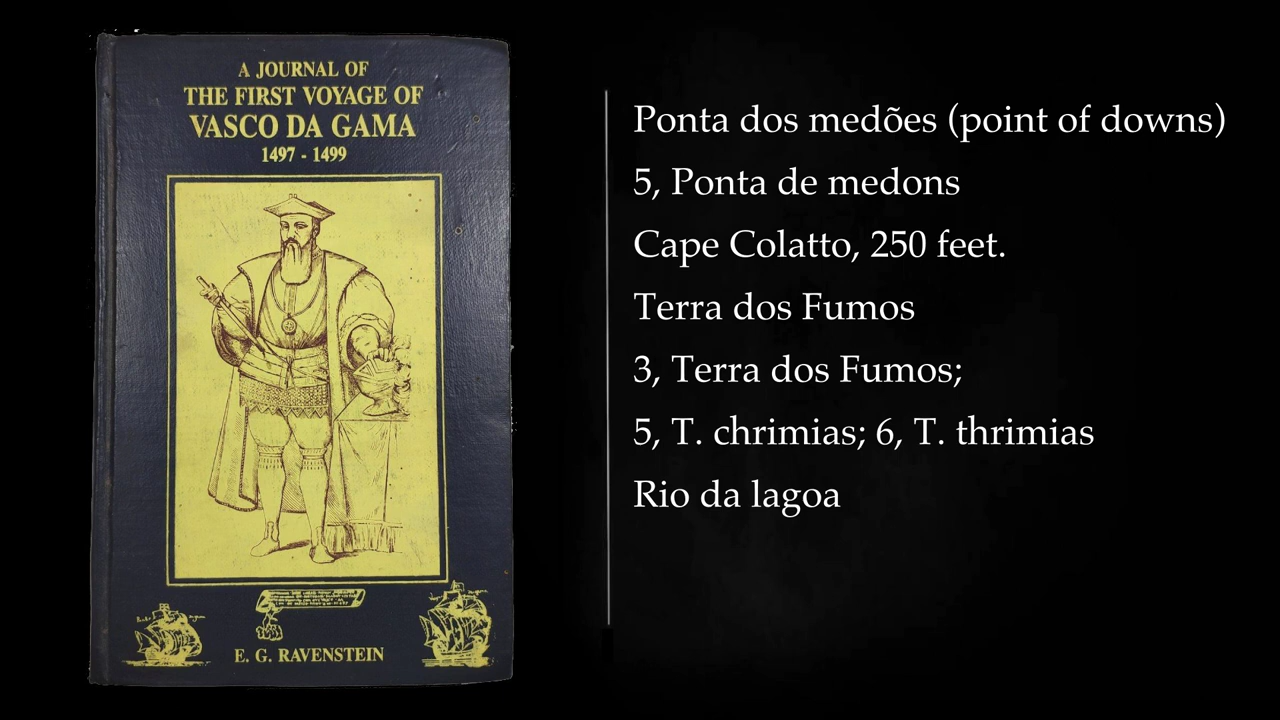 A JOURNAL OF
THE FIRST VOYAGE OF
VASCO DA GAMA
1497 - 1499
E. G. RAVENSTEIN
Ponta dos medões (point of downs)
5, Ponta de medons
Cape Colatto, 250 feet.
Terra dos Fumos
3, Terra dos Fumos;
5, T. chrimias; 6, T. thrimias
Rio da lagoa